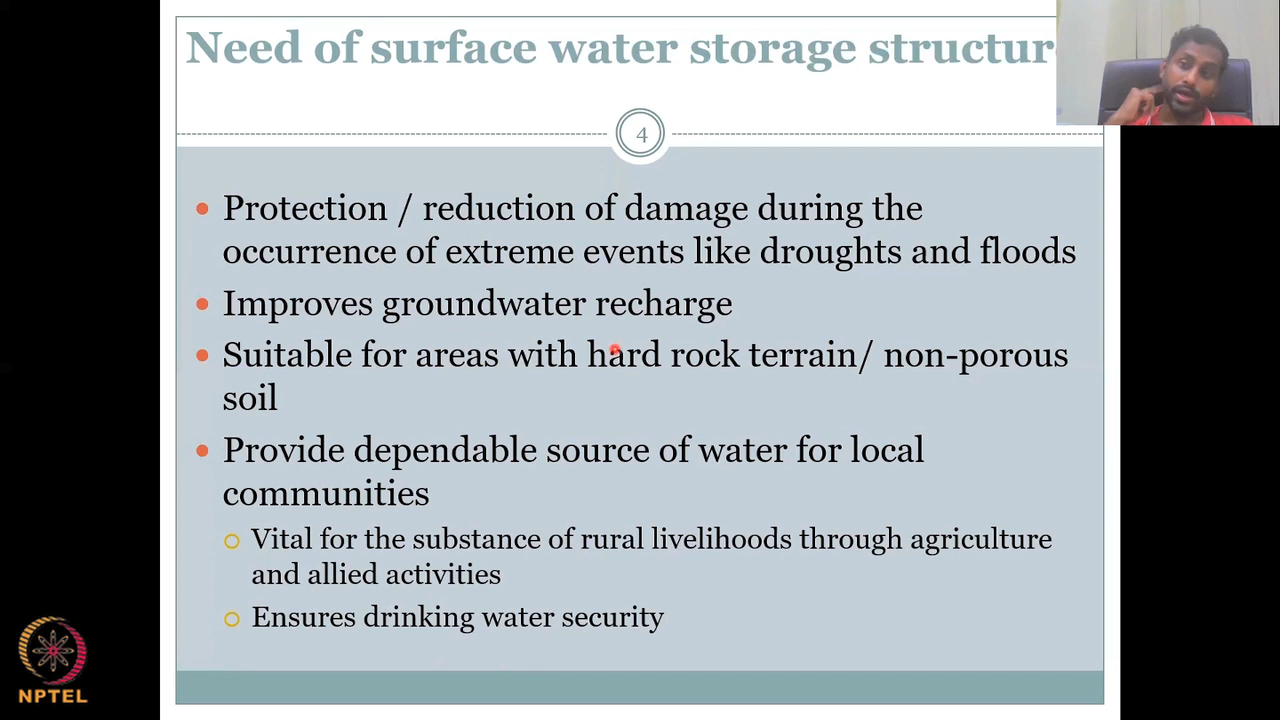 Need of surface water storage structur
4
Protection / reduction of damage during the
occurrence of extreme events like droughts and floods
Improves groundwater recharge
Suitable for areas with hard rock terrain/ non-porous
soil
Provide dependable source of water for local
communities
Vital for the substance of rural livelihoods through agriculture
and allied activities
Ensures drinking water security
NPTEL